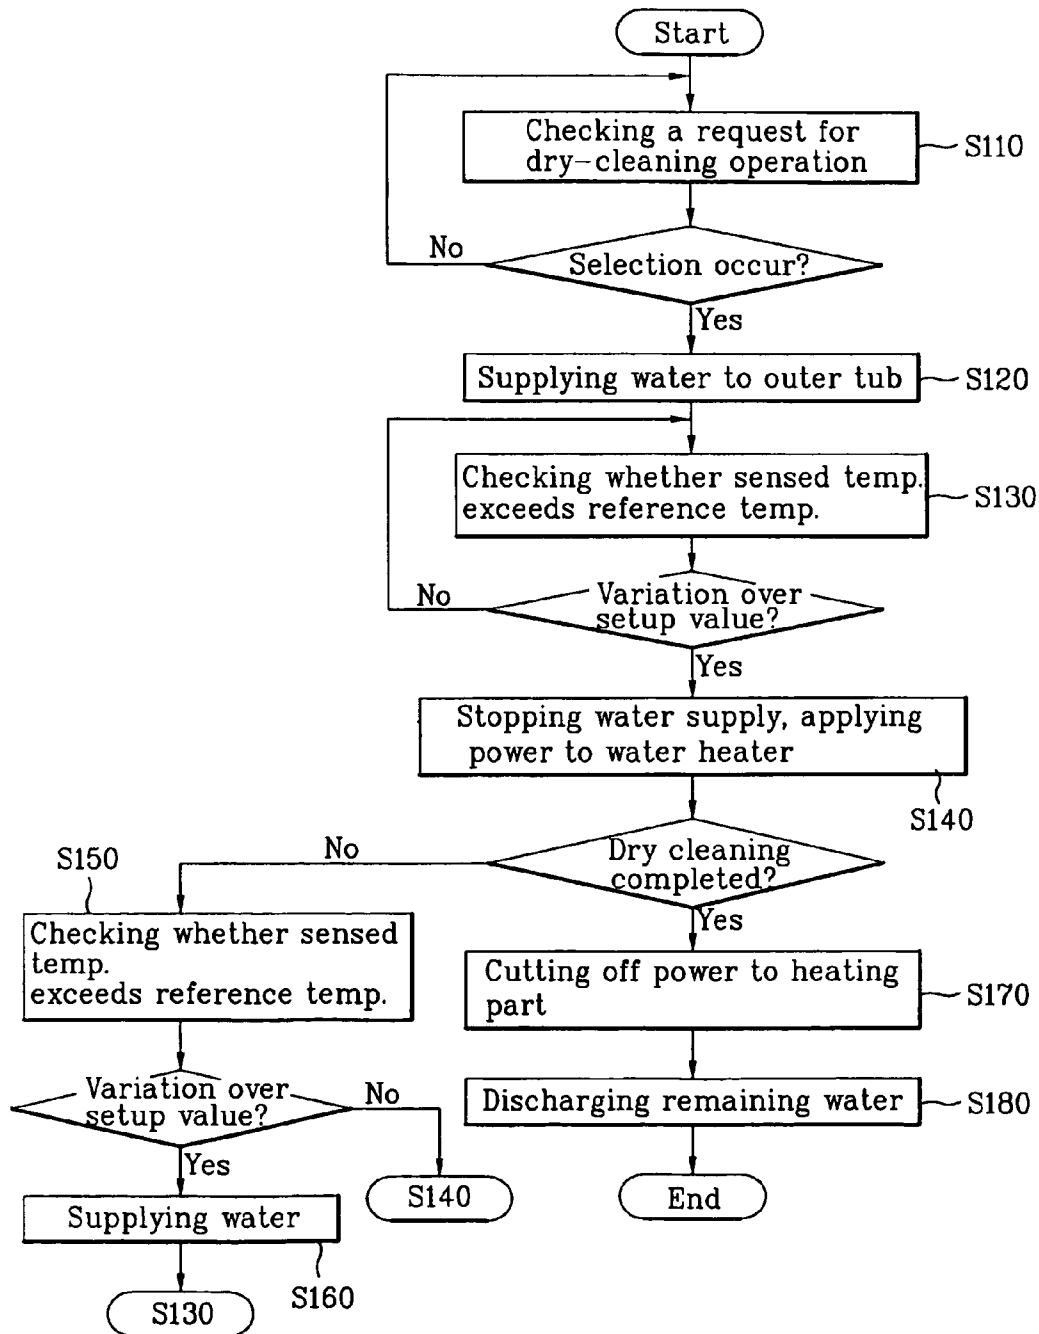 Start
Checking a request for
dry-cleaning operation
S110
No
Selection occur?
Yes
Supplying water to outer tub
S120
Checking whether sensed temp.
exceeds reference temp.
S130
No
Variation over
setup value?
Yes
Stopping water supply, applying
power to water heater
S140
No
Dry cleaning
completed?
S150
Yes
Checking whether sensed
temp.
exceeds reference temp.
Cutting off power to heating
part
S170
Variation over
setup value?
No
Discharging remaining water
S180
Yes
S140
End
Supplying water
S160
S130